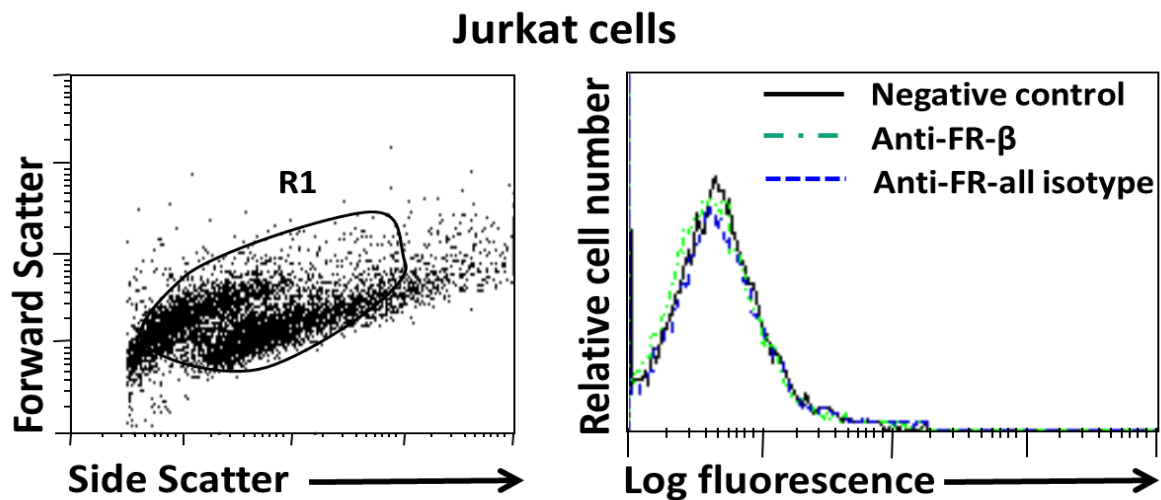 Jurkat cells
Forward Scatter
R1
Side Scatter
Relative cell number
Negative control
Anti-FR-β
Anti-FR-all isotype
Log fluorescence